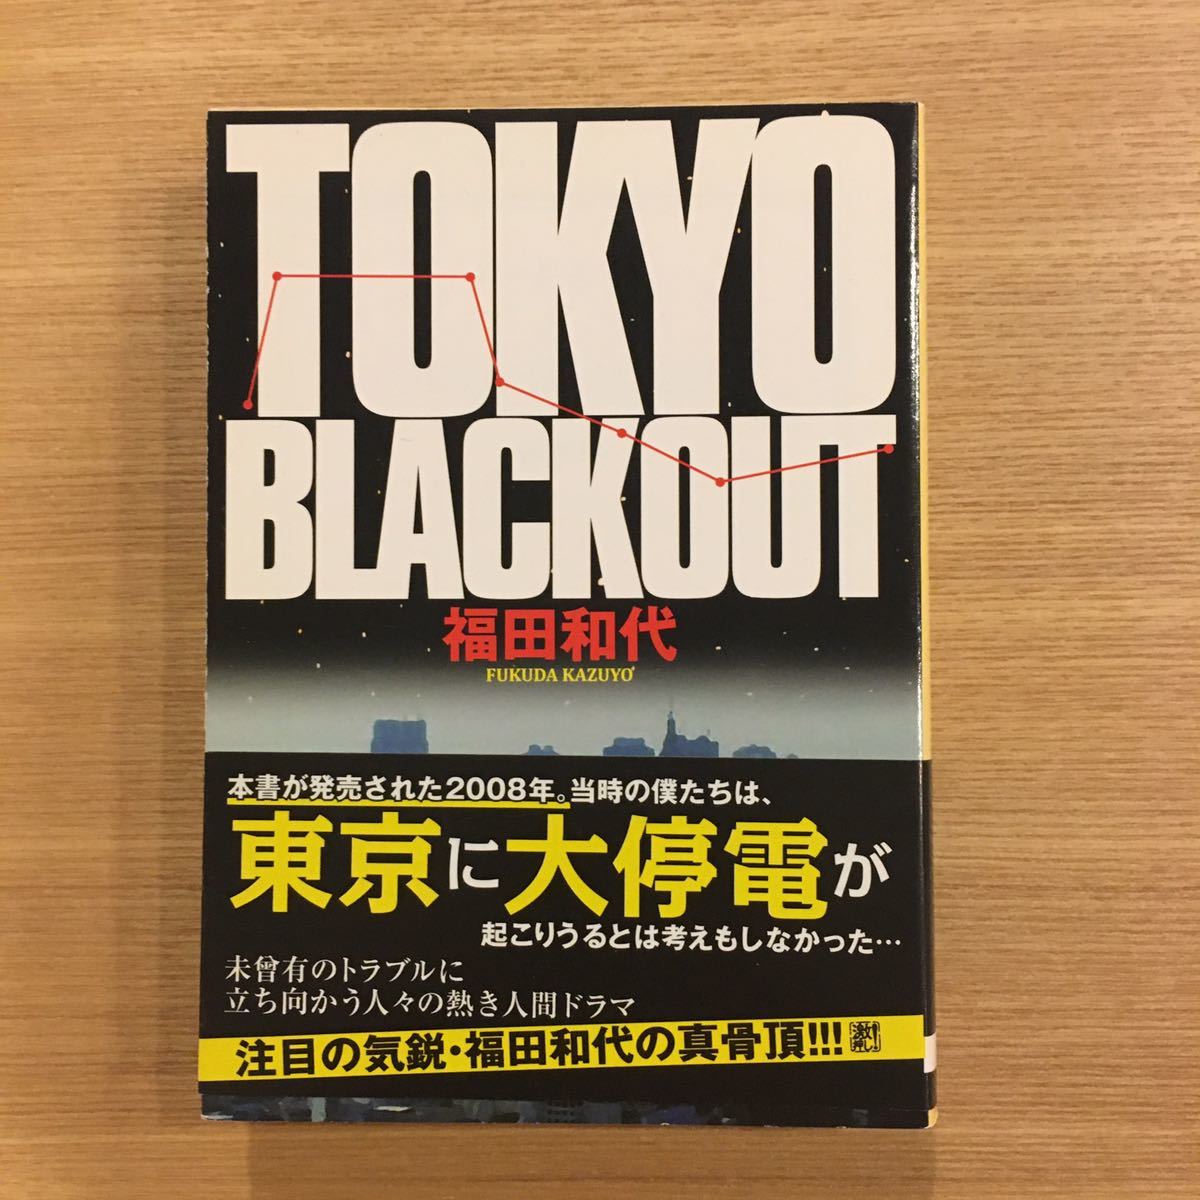 TOKYO
BLACKOUT
福田和代
FUKUDA KAZUYO
本書が発売された2008年。当時の僕たちは、
東京に大停電が
起こりうるとは考えもしなかった…
未曾有のトラブルに
立ち向かう人々の熱き人間ドラマ
注目の気鋭・福田和代の真骨頂!!!
激押し!